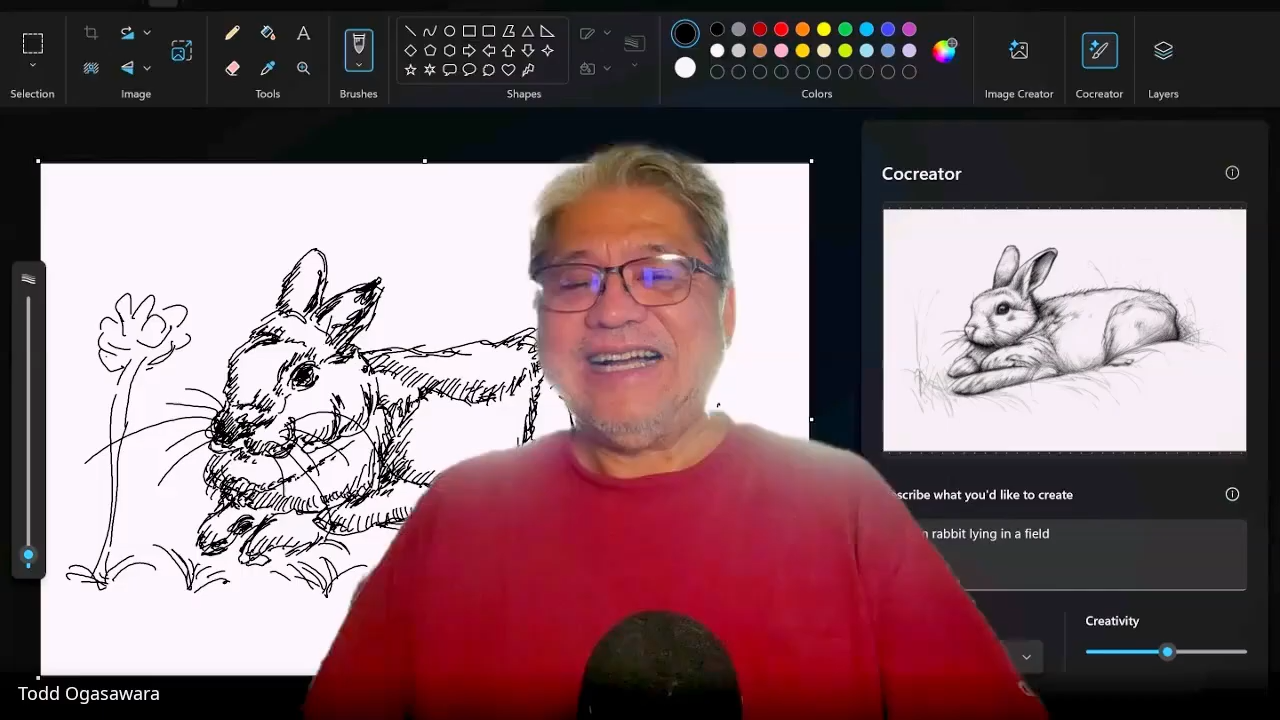 Selection
Image
Tools
Brushes
Shapes
Colors
Image Creator
Cocreator
Layers
A
Cocreator
scribe what you'd like to create
rabbit lying in a field
Creativity
Todd Ogasawara